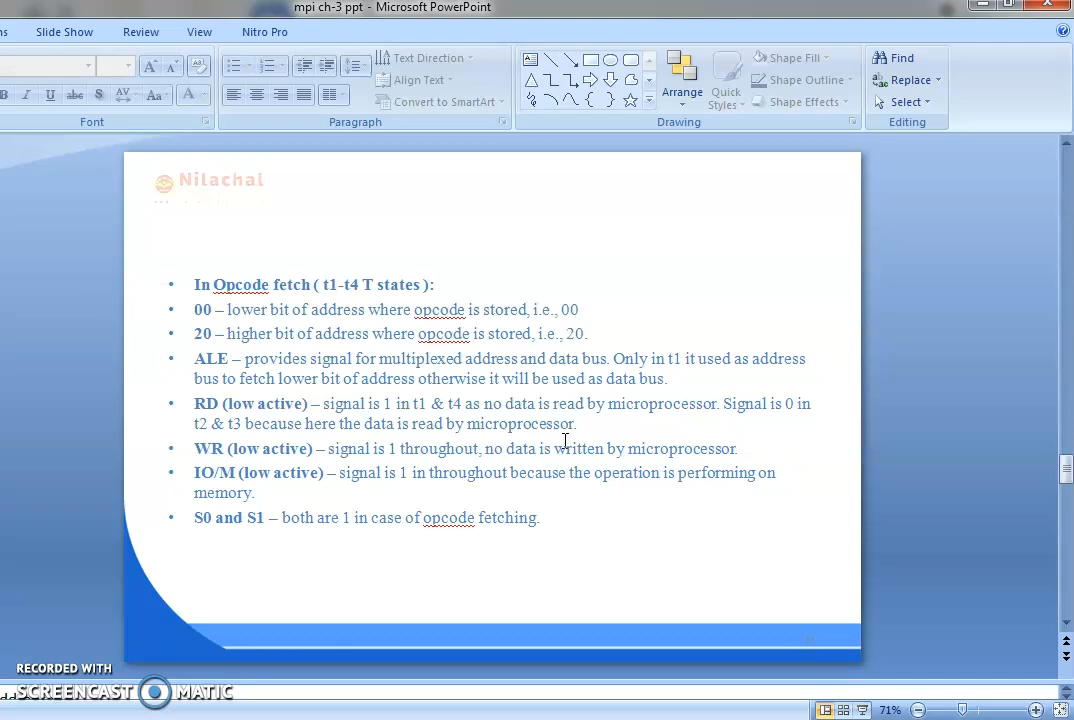 mpi ch-3 ppt - Microsoft PowerPoint
Slide Show Review View Nitro Pro
Text Direction
Align Text
Convert to SmartArt
Arrange
Quick Styles
Shape Fill
Shape Outline
Shape Effects
Find
Replace
Select
B I U abc S AV Aa A
Font Paragraph Drawing Editing
Nilachal
• In Opcode fetch ( t1-t4 T states ):
• 00 – lower bit of address where opcode is stored, i.e., 00
• 20 – higher bit of address where opcode is stored, i.e., 20.
• ALE – provides signal for multiplexed address and data bus. Only in t1 it used as address
bus to fetch lower bit of address otherwise it will be used as data bus.
• RD (low active) – signal is 1 in t1 & t4 as no data is read by microprocessor. Signal is 0 in
t2 & t3 because here the data is read by microprocessor.
• WR (low active) – signal is 1 throughout, no data is written by microprocessor.
• IO/M (low active) – signal is 1 in throughout because the operation is performing on
memory.
• S0 and S1 – both are 1 in case of opcode fetching.
RECORDED WITH
SCREENCAST MATIC
71%